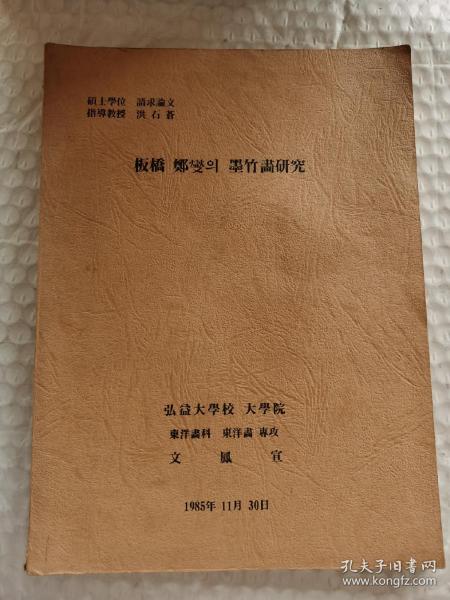 碩士學位 請求論文
指導教授 洪石蒼
板橋 鄭燮의 墨竹畵研究
弘益大學校 大學院
東洋畵科 東洋畵 專攻
文鳳宣
1985年 11月 30日
孔夫子旧书网
www.kongfz.com